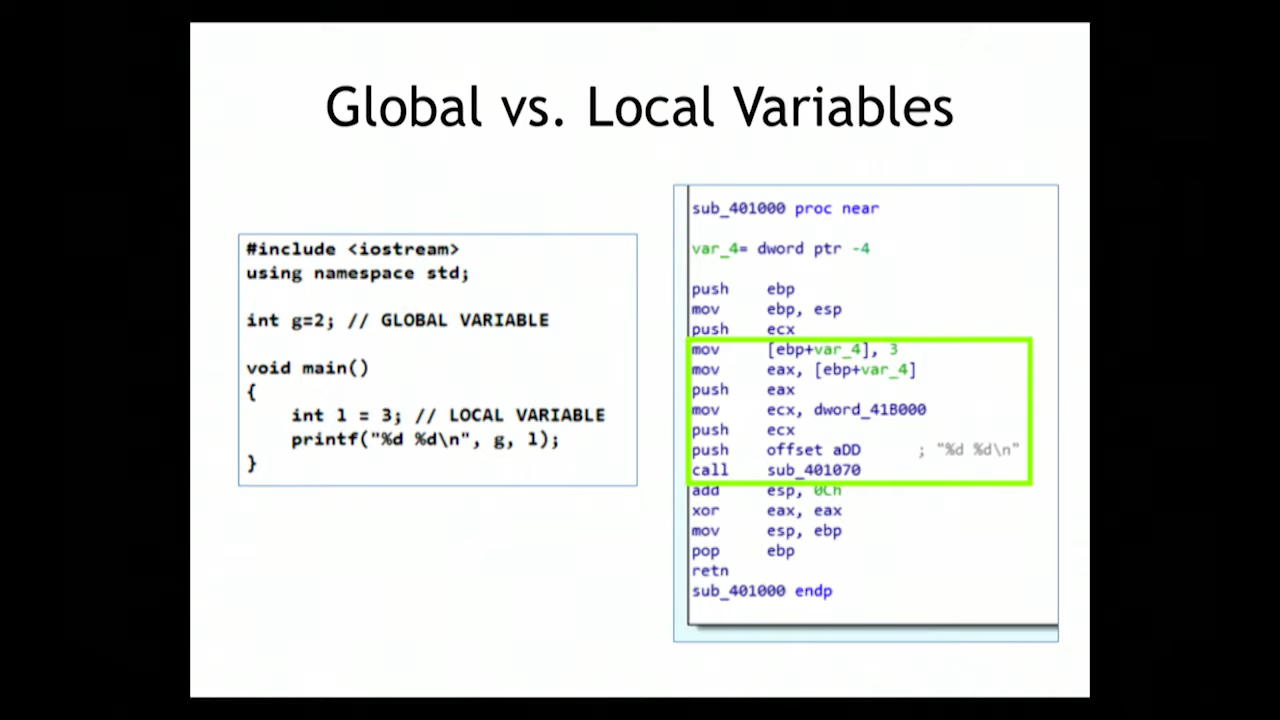 Global vs. Local Variables
#include <iostream>
using namespace std;
int g=2; // GLOBAL VARIABLE
void main()
{
int l = 3; // LOCAL VARIABLE
printf("%d %d\n", g, l);
}
sub_401000 proc near
var_4= dword ptr -4
push ebp
mov ebp, esp
push ecx
mov [ebp+var_4], 3
mov eax, [ebp+var_4]
push eax
mov ecx, dword_41B000
push ecx
push offset aDD ; "%d %d\n"
call sub_401070
add esp, 0Ch
xor eax, eax
mov esp, ebp
pop ebp
retn
sub_401000 endp